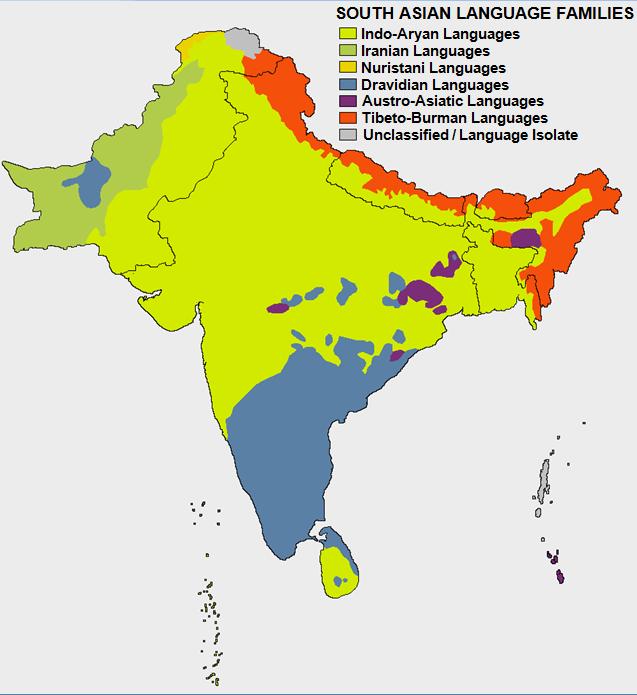 SOUTH ASIAN LANGUAGE FAMILIES
Indo-Aryan Languages
Iranian Languages
Nuristani Languages
Dravidian Languages
Austro-Asiatic Languages
Tibeto-Burman Languages
Unclassified / Language Isolate